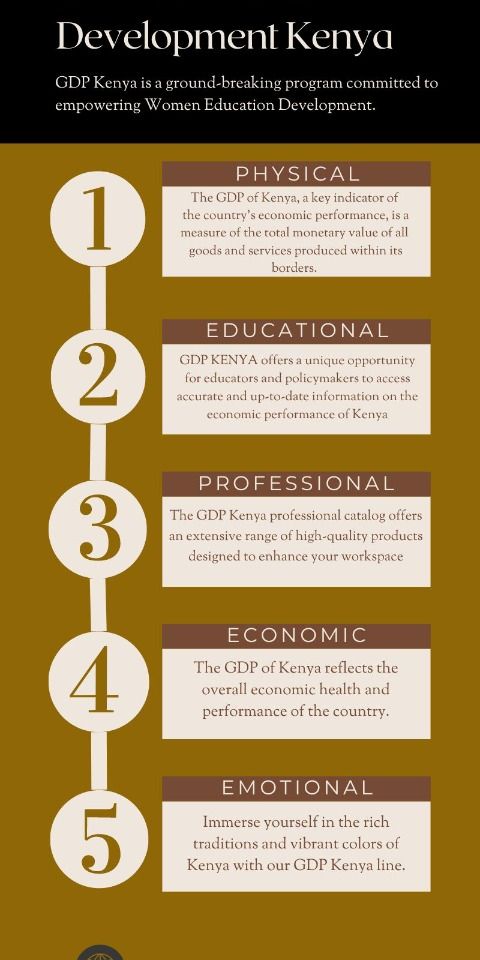 Development Kenya
GDP Kenya is a ground-breaking program committed to
empowering Women Education Development.
1
PHYSICAL
The GDP of Kenya, a key indicator of
the country's economic performance, is a
measure of the total monetary value of all
goods and services produced within its
borders.
2
EDUCATIONAL
GDP KENYA offers a unique opportunity
for educators and policymakers to access
accurate and up-to-date information on the
economic performance of Kenya
3
PROFESSIONAL
The GDP Kenya professional catalog offers
an extensive range of high-quality products
designed to enhance your workspace
4
ECONOMIC
The GDP of Kenya reflects the
overall economic health and
performance of the country.
5
EMOTIONAL
Immerse yourself in the rich
traditions and vibrant colors of
Kenya with our GDP Kenya line.